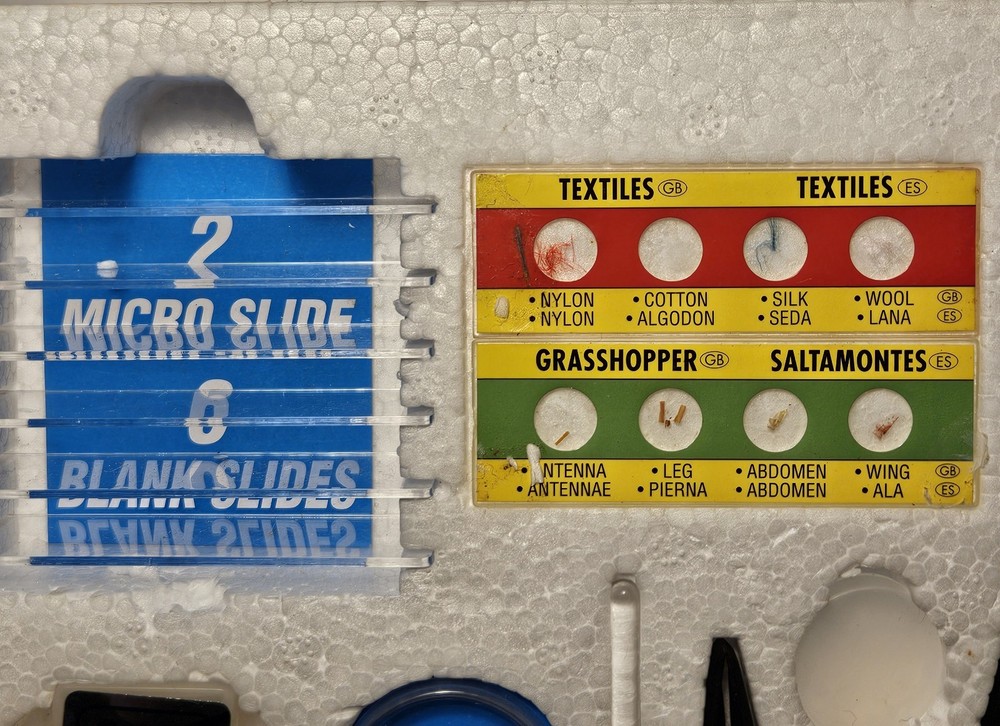 2
MICRO SLIDE
6
BLANK SLIDES
TEXTILES GB TEXTILES ES
• NYLON • COTTON • SILK • WOOL GB
• NYLON • ALGODON • SEDA • LANA ES
GRASSHOPPER GB SALTAMONTES ES
• ANTENNA • LEG • ABDOMEN • WING GB
• ANTENNAE • PIERNA • ABDOMEN • ALA ES